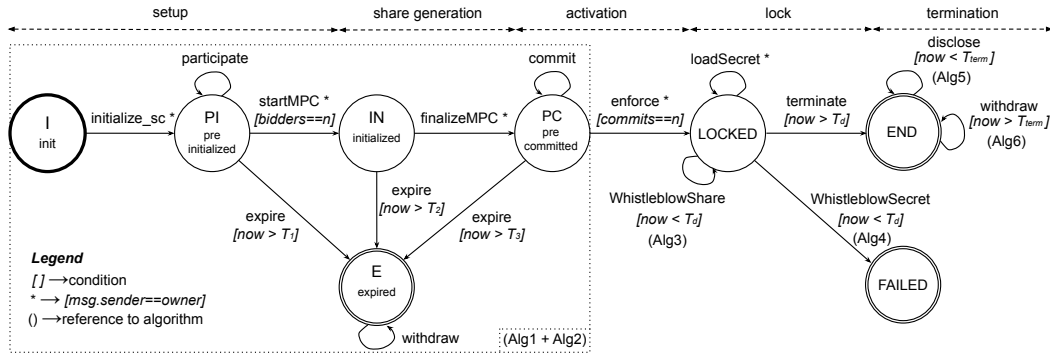 setup
share generation
activation
lock
termination
participate
commit
loadSecret *
disclose
[now < Tterm]
(Alg5)
I
init
initialize_sc *
PI
pre
initialized
startMPC *
[bidders==n]
IN
initialized
finalizeMPC *
PC
pre
committed
enforce *
[commits==n]
LOCKED
terminate
[now > Td]
END
withdraw
[now > Tterm]
(Alg6)
expire
[now > T1]
expire
[now > T2]
expire
[now > T3]
WhistleblowShare
[now < Td]
(Alg3)
WhistleblowSecret
[now < Td]
(Alg4)
E
expired
FAILED
withdraw
(Alg1 + Alg2)
Legend
[ ] →condition
* → [msg.sender==owner]
() →reference to algorithm